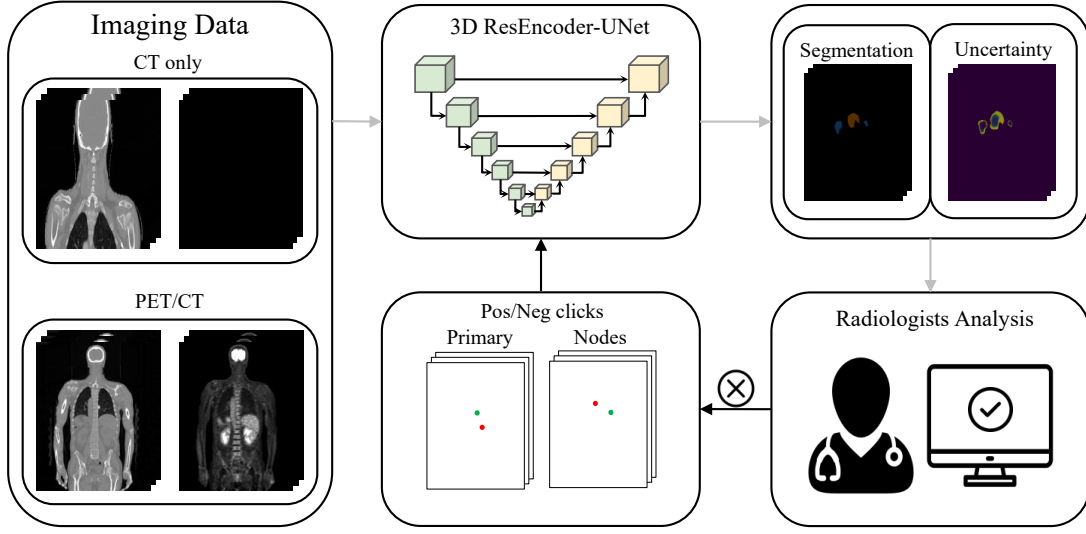 Imaging Data
CT only
PET/CT
3D ResEncoder-UNet
Segmentation
Uncertainty
Pos/Neg clicks
Primary
Nodes
Radiologists Analysis